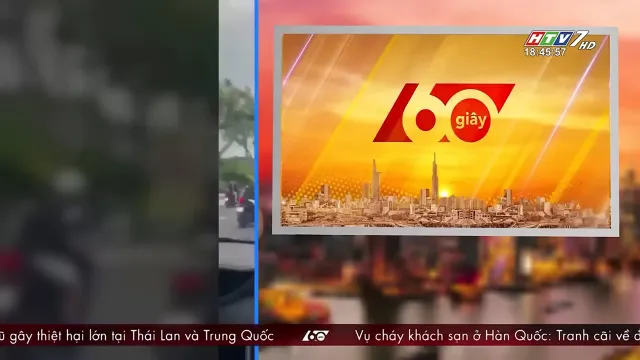 HTV7 HD
18:45:57
60 giây
ũ gây thiệt hại lớn tại Thái Lan và Trung Quốc 60 Vụ cháy khách sạn ở Hàn Quốc: Tranh cãi về đ